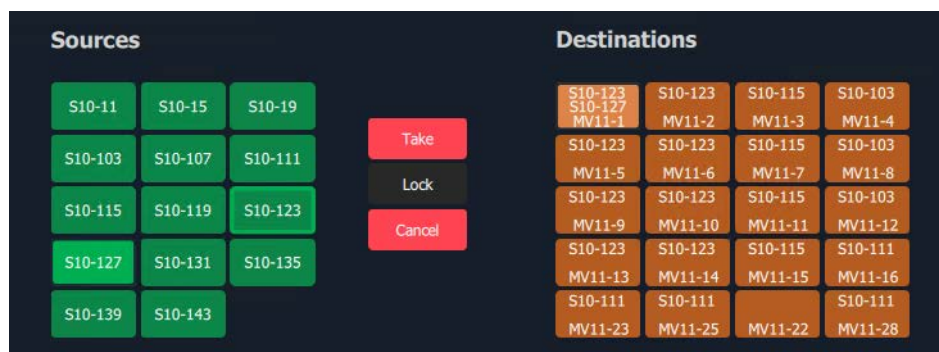 Sources
S10-11 S10-15 S10-19
S10-103 S10-107 S10-111
S10-115 S10-119 S10-123
S10-127 S10-131 S10-135
S10-139 S10-143
Take
Lock
Cancel
Destinations
S10-123 S10-123 S10-115 S10-103
S10-127
MV11-1 MV11-2 MV11-3 MV11-4
S10-123 S10-123 S10-115 S10-103
MV11-5 MV11-6 MV11-7 MV11-8
S10-123 S10-123 S10-115 S10-103
MV11-9 MV11-10 MV11-11 MV11-12
S10-123 S10-123 S10-115 S10-111
MV11-13 MV11-14 MV11-15 MV11-16
S10-111 S10-111 S10-111
MV11-23 MV11-25 MV11-22 MV11-28